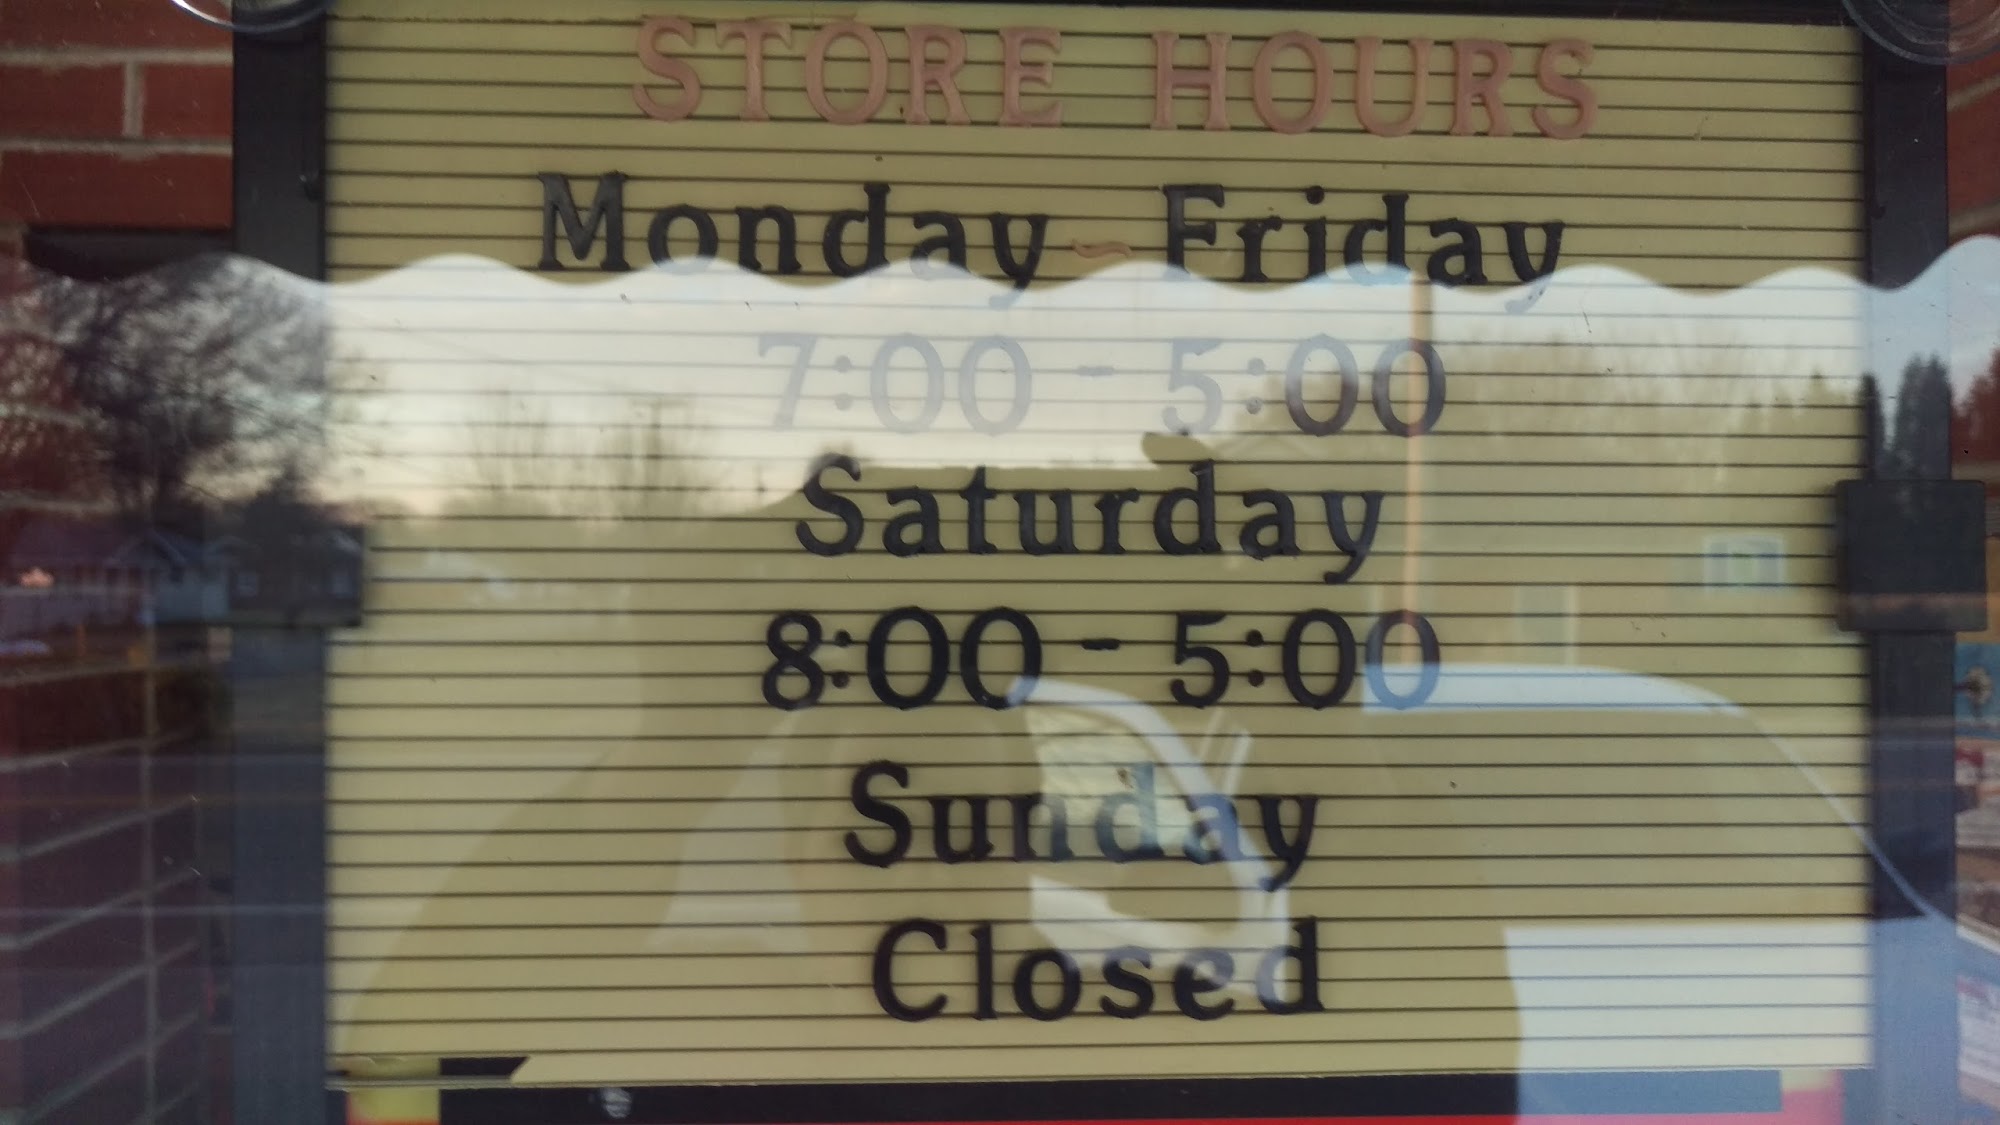 STORE HOURS
Monday ~ Friday
7:00 - 5:00
Saturday
8:00 - 5:00
Sunday
Closed